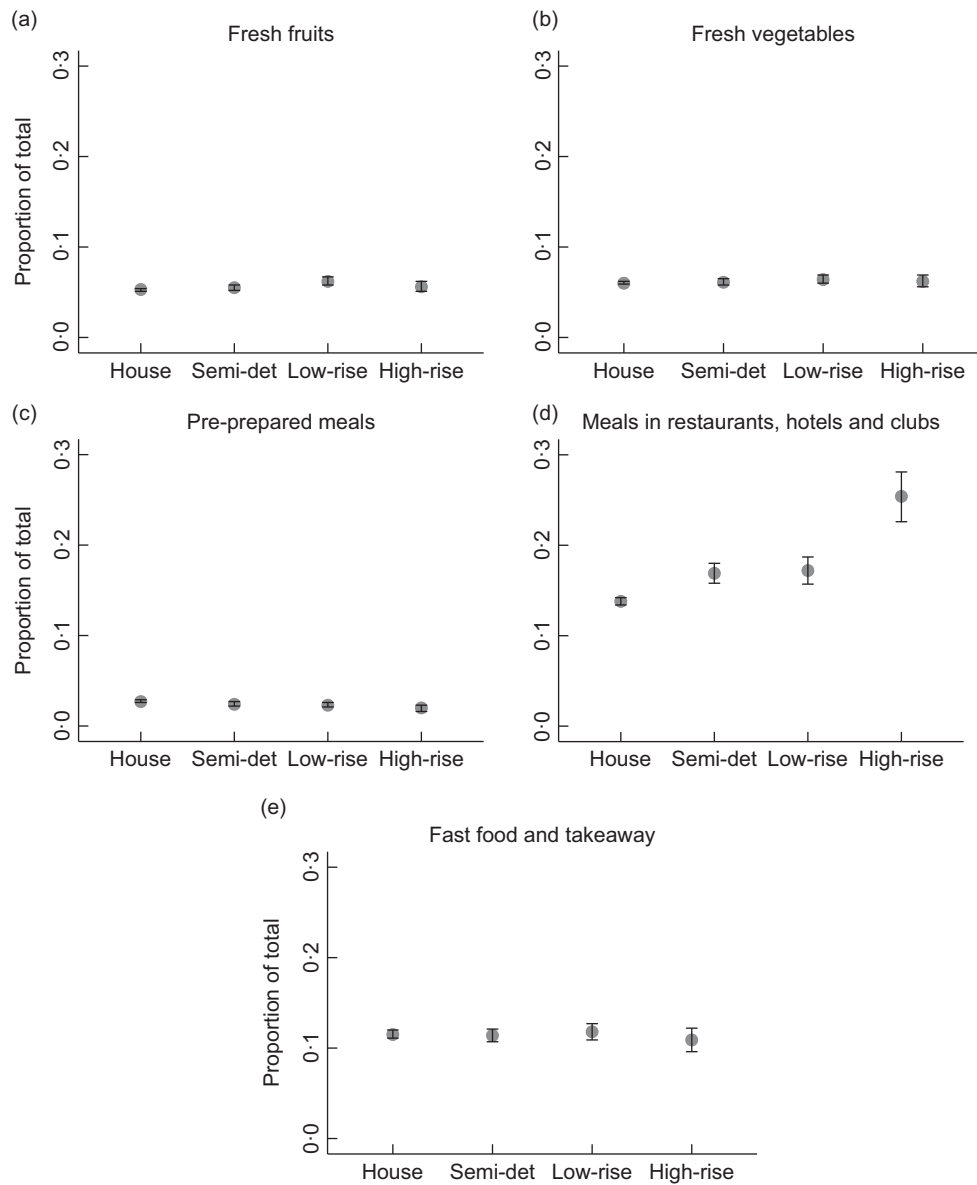 (a)
Fresh fruits
Proportion of total
0·3
0·2
0·1
0·0
House Semi-det Low-rise High-rise
(b)
Fresh vegetables
0·3
0·2
0·1
0·0
House Semi-det Low-rise High-rise
(c)
Pre-prepared meals
Proportion of total
0·3
0·2
0·1
0·0
House Semi-det Low-rise High-rise
(d)
Meals in restaurants, hotels and clubs
0·3
0·2
0·1
0·0
House Semi-det Low-rise High-rise
(e)
Fast food and takeaway
Proportion of total
0·3
0·2
0·1
0·0
House Semi-det Low-rise High-rise